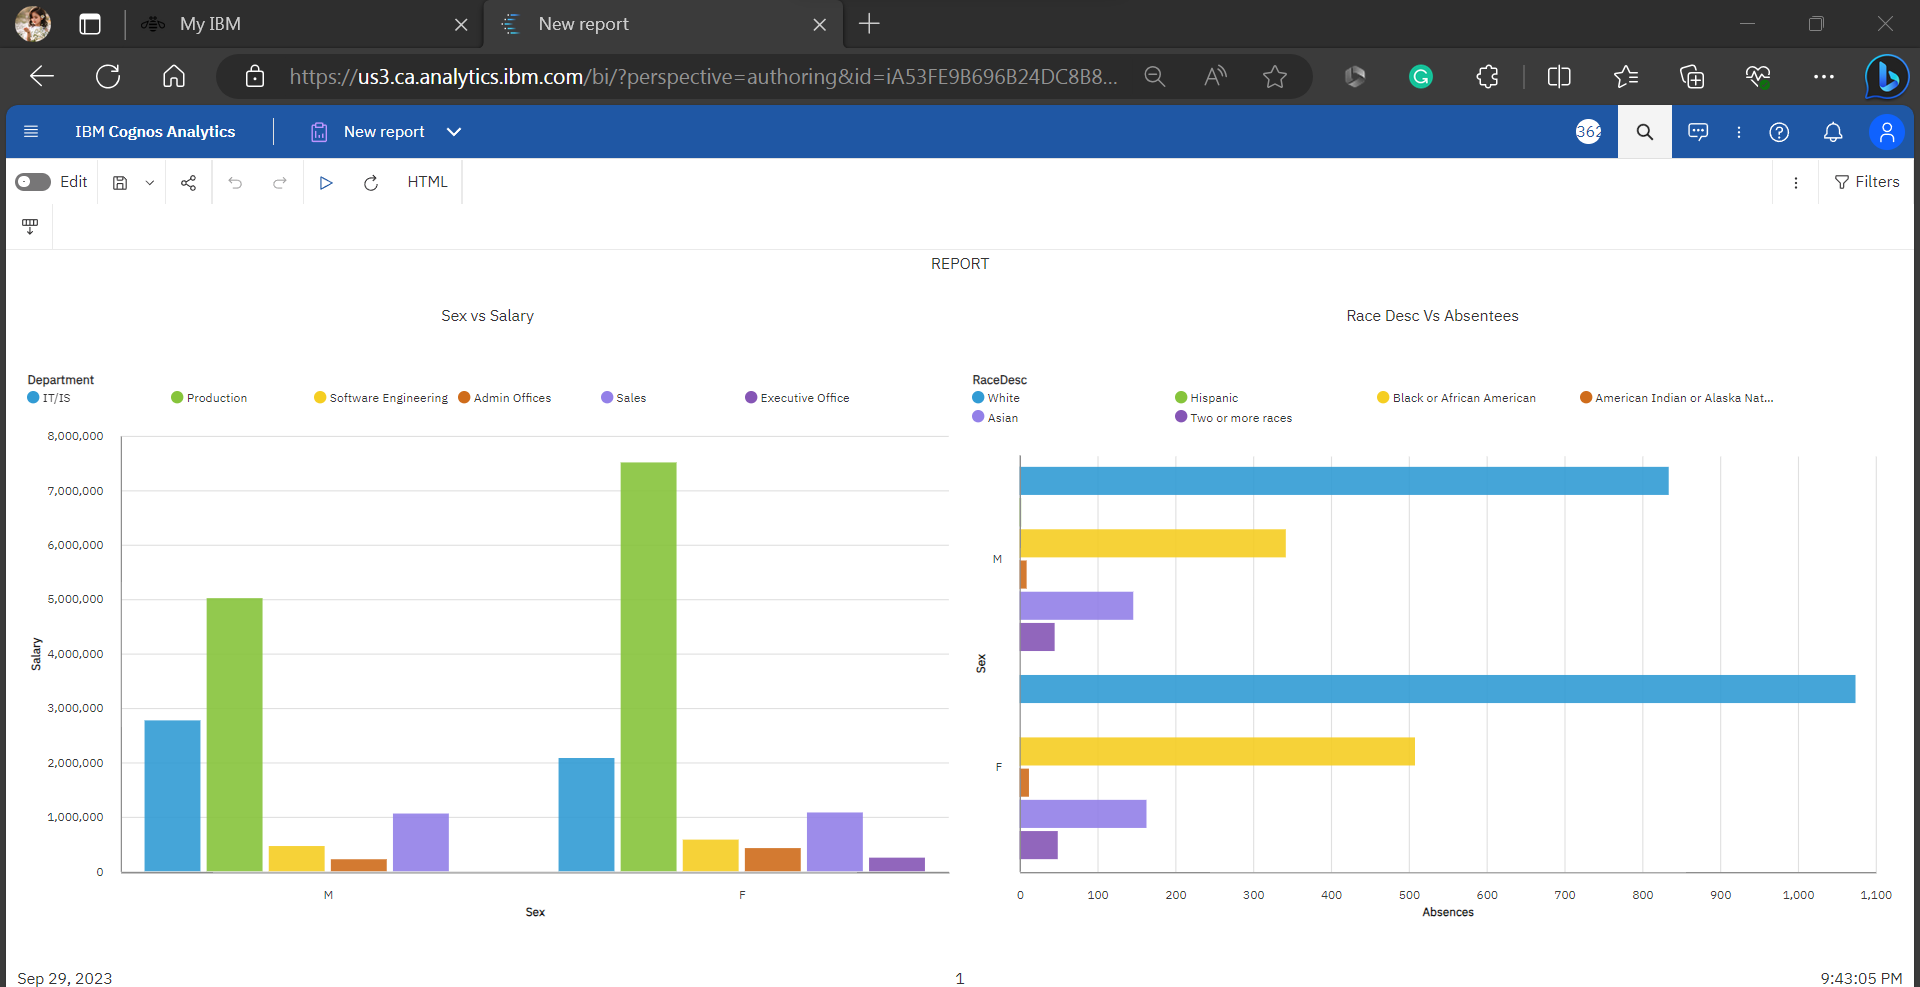 My IBM
New report
https://us3.ca.analytics.ibm.com/bi/?perspective=authoring&id=iA53FE9B696B24DC8B8...
IBM Cognos Analytics
New report
362
Edit
HTML
Filters
REPORT
Sex vs Salary
Department
IT/IS Production Software Engineering Admin Offices Sales Executive Office
8,000,000
7,000,000
6,000,000
5,000,000
4,000,000
3,000,000
2,000,000
1,000,000
0
Salary
M F
Sex
Race Desc Vs Absentees
RaceDesc
White Hispanic Black or African American American Indian or Alaska Nat...
Asian Two or more races
M
Sex
F
0 100 200 300 400 500 600 700 800 900 1,000 1,100
Absences
Sep 29, 2023 1 9:43:05 PM